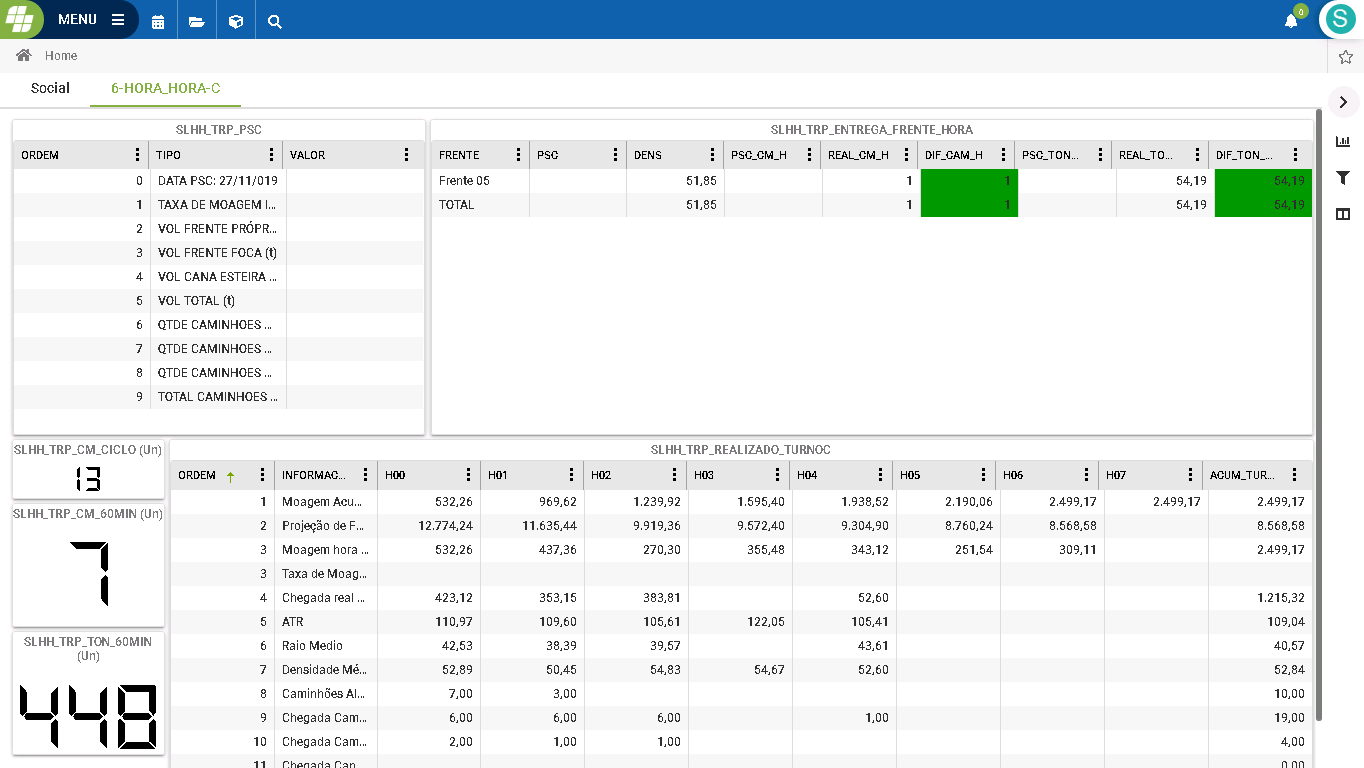 MENU
0
S
Home
Social 6-HORA_HORA-C
SLHH_TRP_PSC
ORDEM TIPO VALOR
0 DATA PSC: 27/11/019
1 TAXA DE MOAGEM I...
2 VOL FRENTE PRÓPR...
3 VOL FRENTE FOCA (t)
4 VOL CANA ESTEIRA ...
5 VOL TOTAL (t)
6 QTDE CAMINHOES ...
7 QTDE CAMINHOES ...
8 QTDE CAMINHOES ...
9 TOTAL CAMINHOES ...
SLHH_TRP_ENTREGA_FRENTE_HORA
FRENTE PSC DENS PSC_CM_H REAL_CM_H DIF_CAM_H PSC_TON... REAL_TO... DIF_TON_...
Frente 05 51,85 1 1 54,19 54,19
TOTAL 51,85 1 1 54,19 54,19
SLHH_TRP_CM_CICLO (Un)
13
SLHH_TRP_CM_60MIN (Un)
7
SLHH_TRP_TON_60MIN
(Un)
448
SLHH_TRP_REALIZADO_TURNOC
ORDEM INFORMAC... H00 H01 H02 H03 H04 H05 H06 H07 ACUM_TUR...
1 Moagem Acu... 532,26 969,62 1.239,92 1.595,40 1.938,52 2.190,06 2.499,17 2.499,17 2.499,17
2 Projeção de F... 12.774,24 11.635,44 9.919,36 9.572,40 9.304,90 8.760,24 8.568,58 8.568,58
3 Moagem hora ... 532,26 437,36 270,30 355,48 343,12 251,54 309,11 2.499,17
3 Taxa de Moag...
4 Chegada real ... 423,12 353,15 383,81 52,60 1.215,32
5 ATR 110,97 109,60 105,61 122,05 105,41 109,04
6 Raio Medio 42,53 38,39 39,57 43,61 40,57
7 Densidade Mé... 52,89 50,45 54,83 54,67 52,60 52,84
8 Caminhões Al... 7,00 3,00 10,00
9 Chegada Cam... 6,00 6,00 6,00 1,00 19,00
10 Chegada Cam... 2,00 1,00 1,00 4,00
11 Chegada Can... 0,00